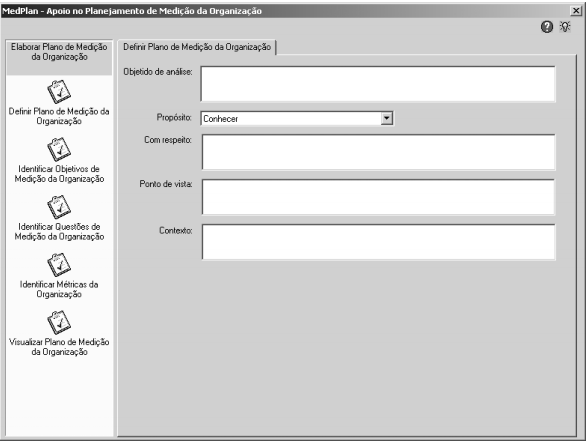 MedPlan - Apoio no Planejamento de Medição da Organização
Elaborar Plano de Medição
da Organização
Definir Plano de Medição da
Organização
Identificar Objetivos de
Medição da Organização
Identificar Questões de
Medição da Organização
Identificar Métricas da
Organização
Visualizar Plano de Medição
da Organização
Definir Plano de Medição da Organização
Objetido de análise:
Propósito:
Conhecer
Com respeito:
Ponto de vista:
Contexto: